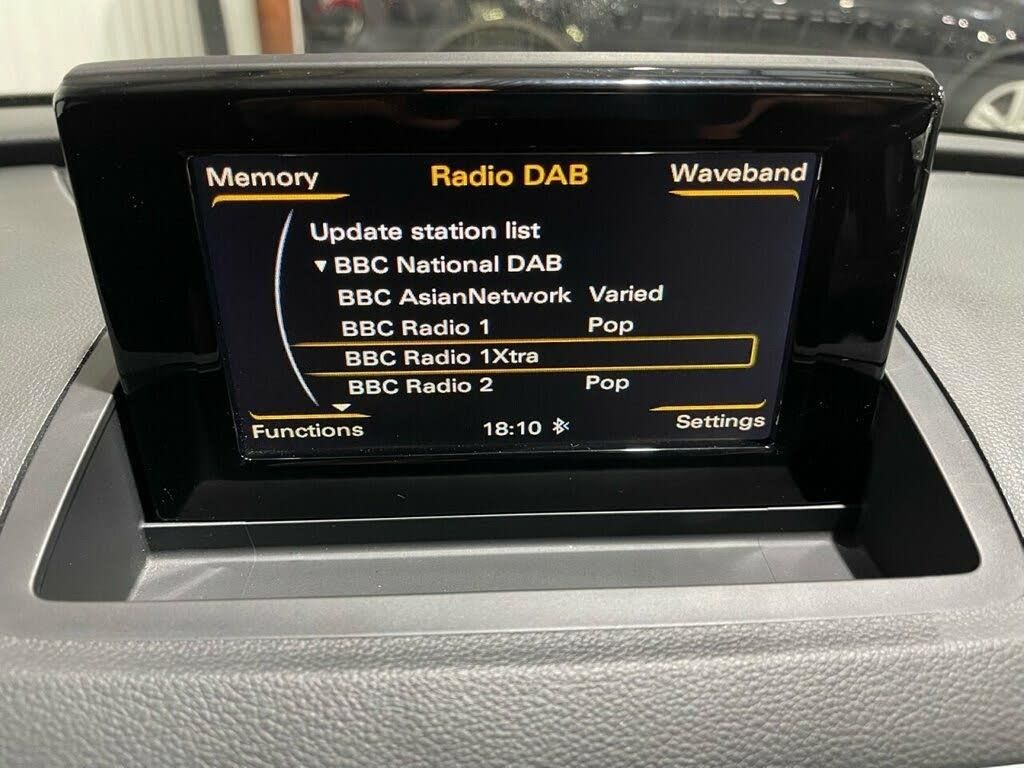 Memory Radio DAB Waveband
Update station list
BBC National DAB
BBC AsianNetwork Varied
BBC Radio 1 Pop
BBC Radio 1Xtra
BBC Radio 2 Pop
Functions 18:10 Settings